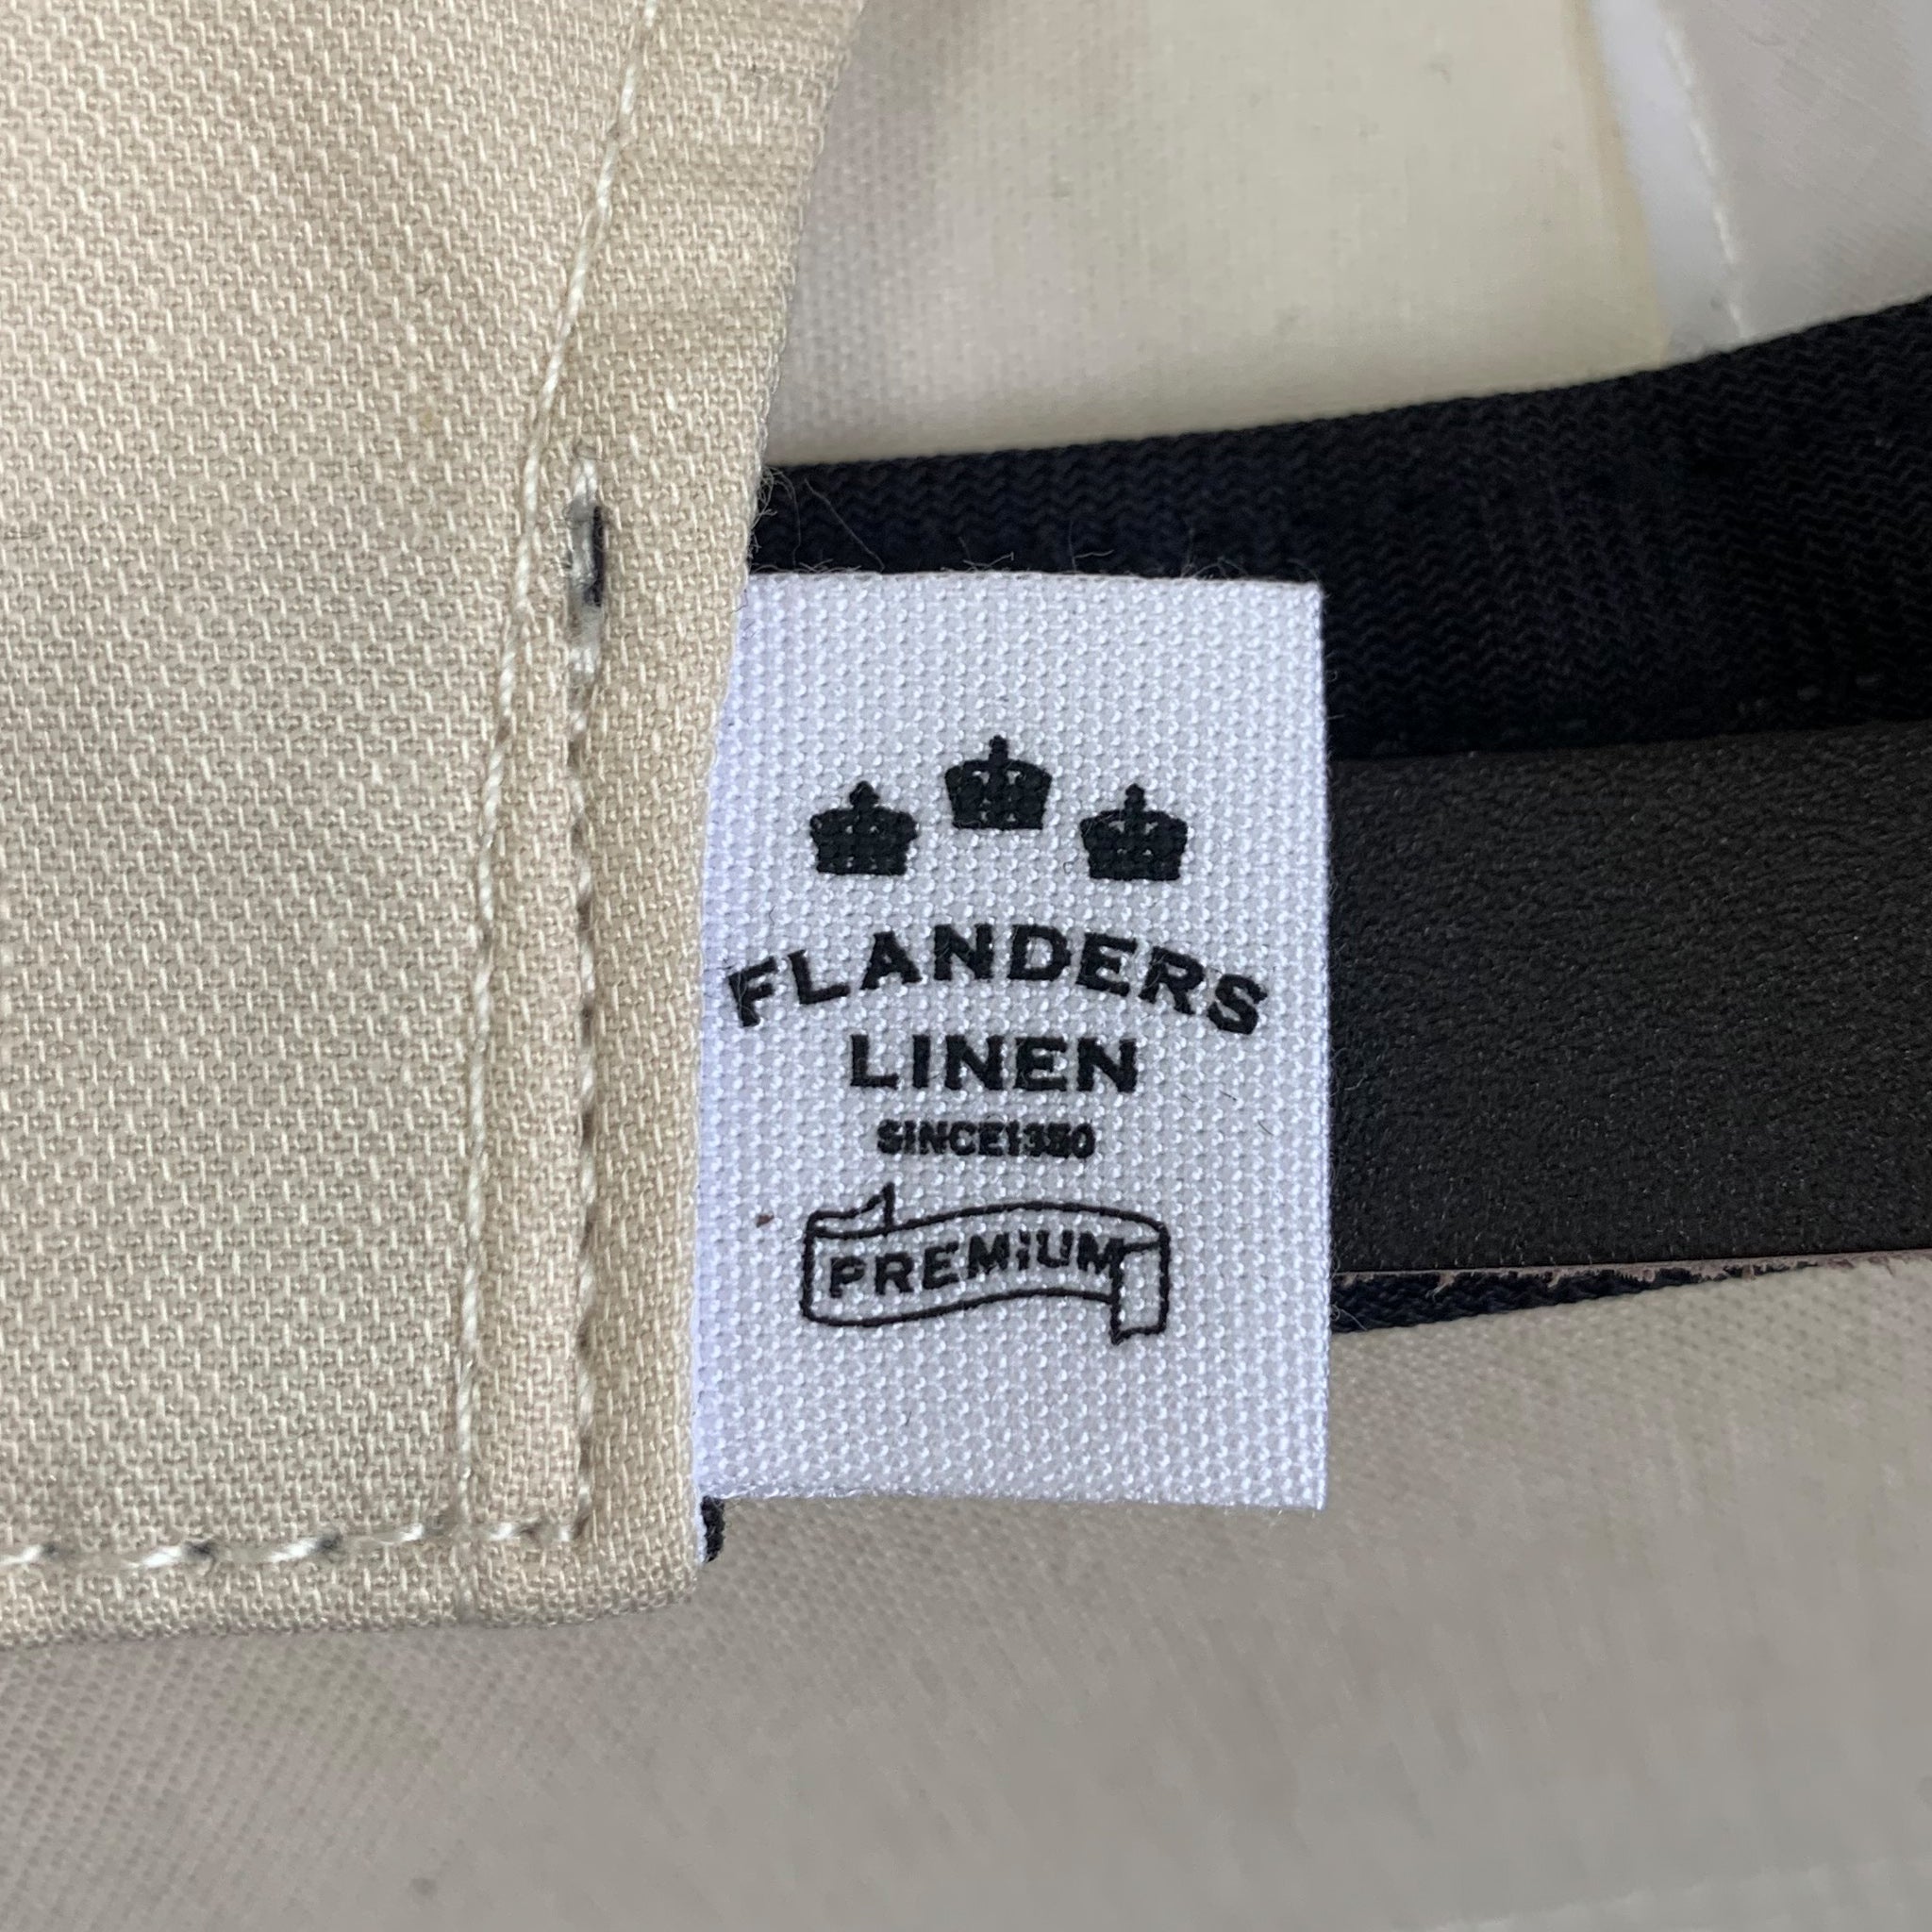 FLANDERS
LINEN
SINCE1350
PREMiUM